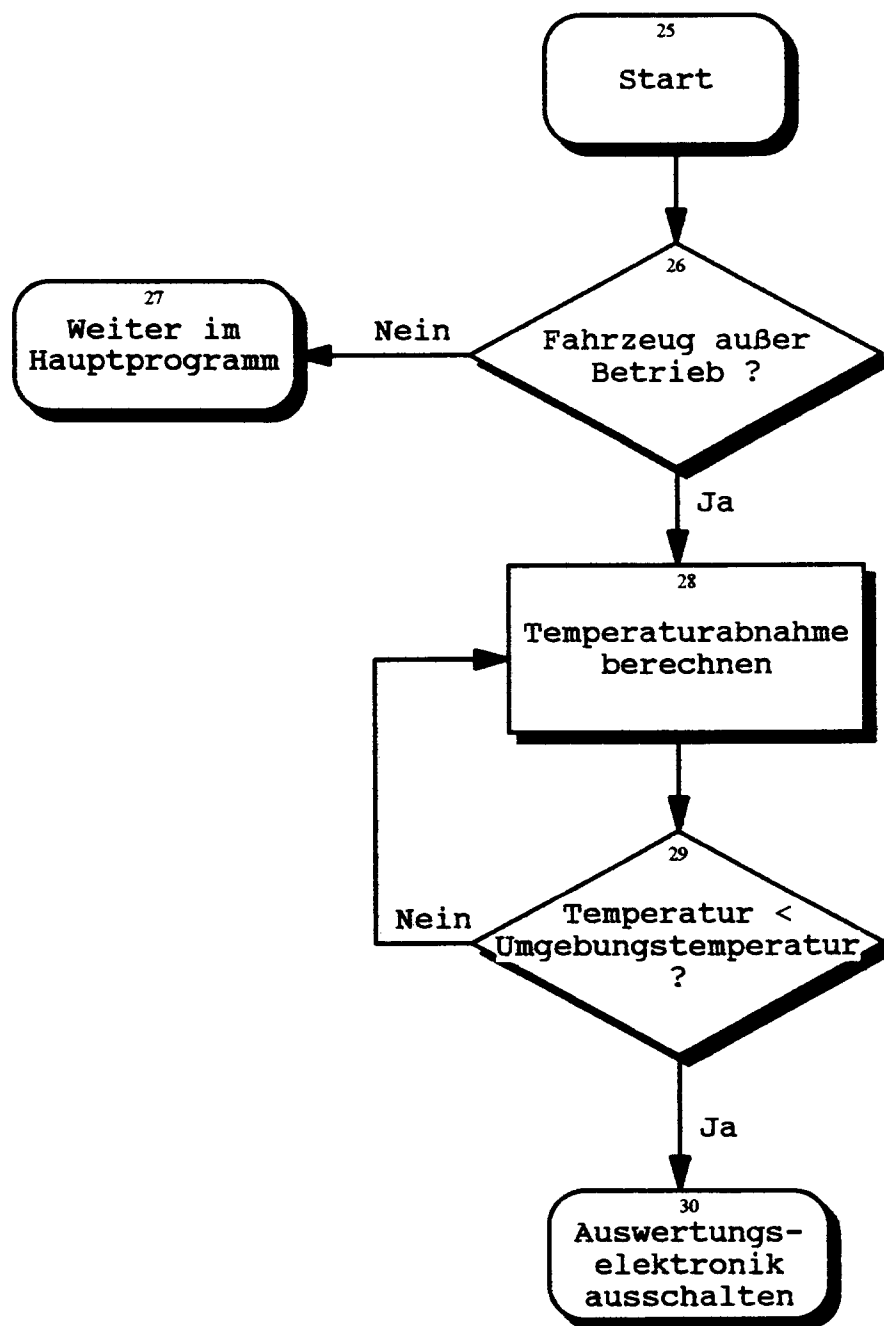 25
Start
26
Fahrzeug außer
Betrieb ?
Nein
27
Weiter im
Hauptprogramm
Ja
28
Temperaturabnahme
berechnen
29
Temperatur <
Umgebungstemperatur
?
Nein
Ja
30
Auswertungs-
elektronik
ausschalten